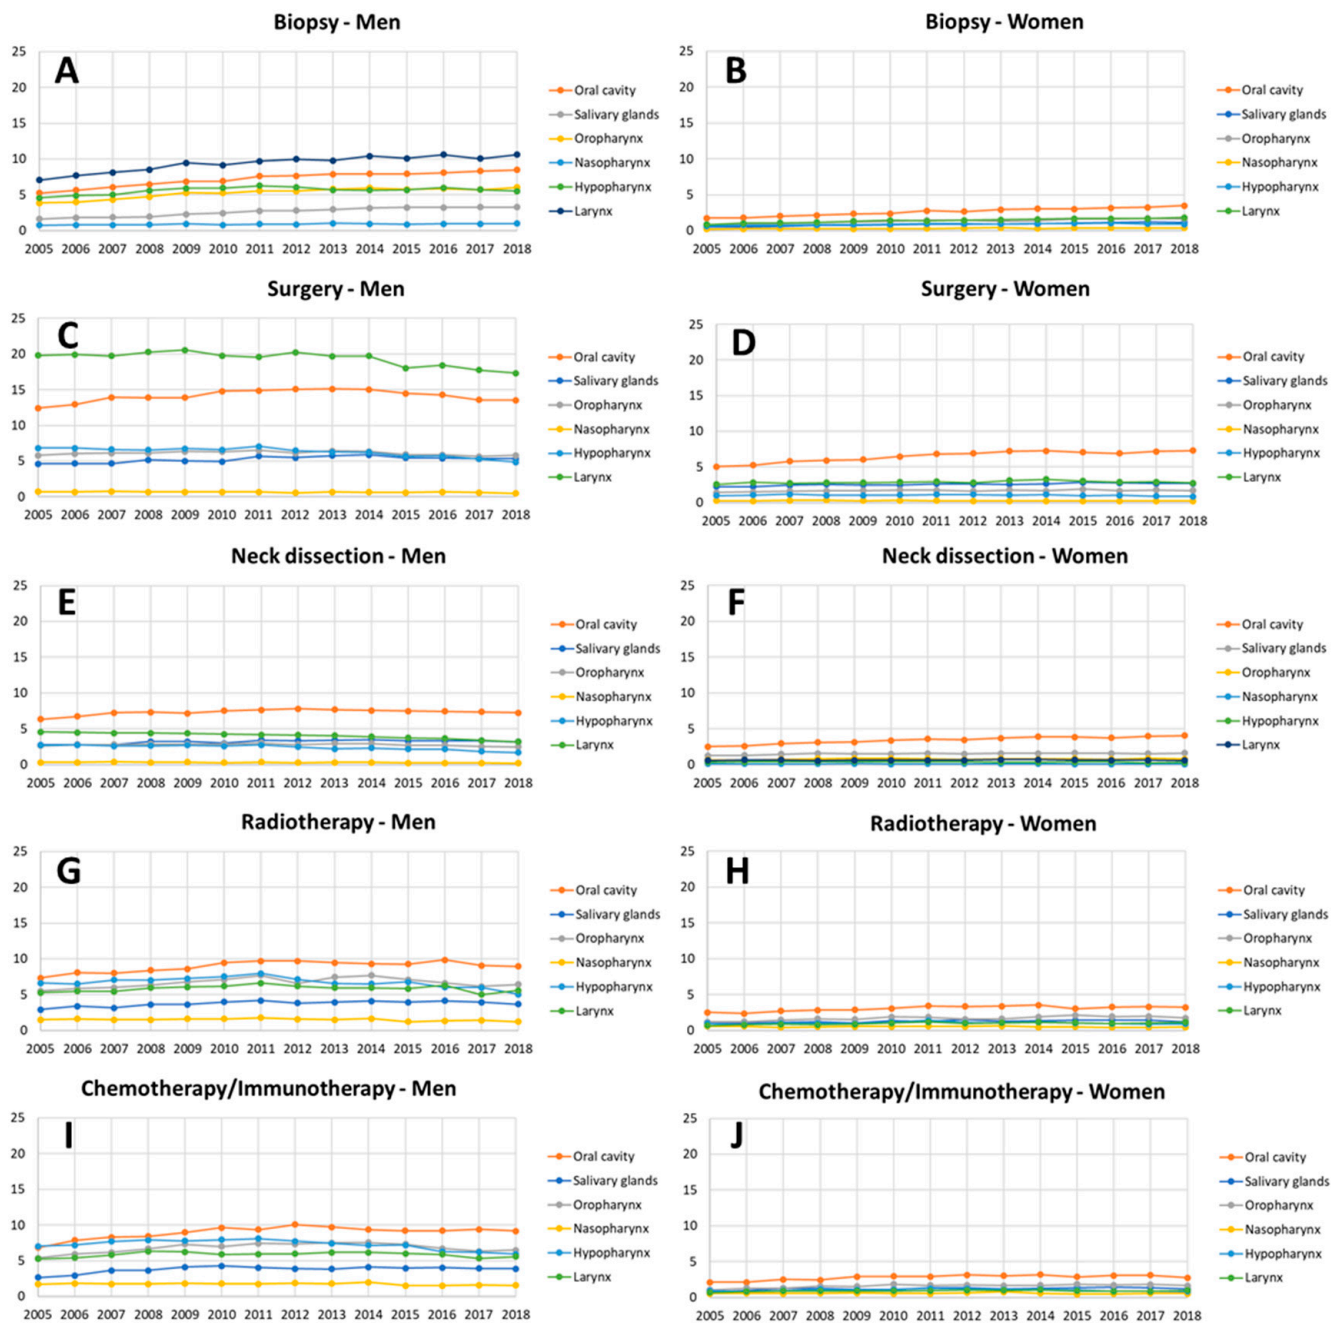 Biopsy - Men
A
25
20
15
10
5
0
2005 2006 2007 2008 2009 2010 2011 2012 2013 2014 2015 2016 2017 2018
Oral cavity
Salivary glands
Oropharynx
Nasopharynx
Hypopharynx
Larynx
Biopsy - Women
B
25
20
15
10
5
0
2005 2006 2007 2008 2009 2010 2011 2012 2013 2014 2015 2016 2017 2018
Oral cavity
Salivary glands
Oropharynx
Nasopharynx
Hypopharynx
Larynx
Surgery - Men
C
25
20
15
10
5
0
2005 2006 2007 2008 2009 2010 2011 2012 2013 2014 2015 2016 2017 2018
Oral cavity
Salivary glands
Oropharynx
Nasopharynx
Hypopharynx
Larynx
Surgery - Women
D
25
20
15
10
5
0
2005 2006 2007 2008 2009 2010 2011 2012 2013 2014 2015 2016 2017 2018
Oral cavity
Salivary glands
Oropharynx
Nasopharynx
Hypopharynx
Larynx
Neck dissection - Men
E
25
20
15
10
5
0
2005 2006 2007 2008 2009 2010 2011 2012 2013 2014 2015 2016 2017 2018
Oral cavity
Salivary glands
Oropharynx
Nasopharynx
Hypopharynx
Larynx
Neck dissection - Women
F
25
20
15
10
5
0
2005 2006 2007 2008 2009 2010 2011 2012 2013 2014 2015 2016 2017 2018
Oral cavity
Salivary glands
Oropharynx
Nasopharynx
Hypopharynx
Larynx
Radiotherapy - Men
G
25
20
15
10
5
0
2005 2006 2007 2008 2009 2010 2011 2012 2013 2014 2015 2016 2017 2018
Oral cavity
Salivary glands
Oropharynx
Nasopharynx
Hypopharynx
Larynx
Radiotherapy - Women
H
25
20
15
10
5
0
2005 2006 2007 2008 2009 2010 2011 2012 2013 2014 2015 2016 2017 2018
Oral cavity
Salivary glands
Oropharynx
Nasopharynx
Hypopharynx
Larynx
Chemotherapy/Immunotherapy - Men
I
25
20
15
10
5
0
2005 2006 2007 2008 2009 2010 2011 2012 2013 2014 2015 2016 2017 2018
Oral cavity
Salivary glands
Oropharynx
Nasopharynx
Hypopharynx
Larynx
Chemotherapy/Immunotherapy - Women
J
25
20
15
10
5
0
2005 2006 2007 2008 2009 2010 2011 2012 2013 2014 2015 2016 2017 2018
Oral cavity
Salivary glands
Oropharynx
Nasopharynx
Hypopharynx
Larynx